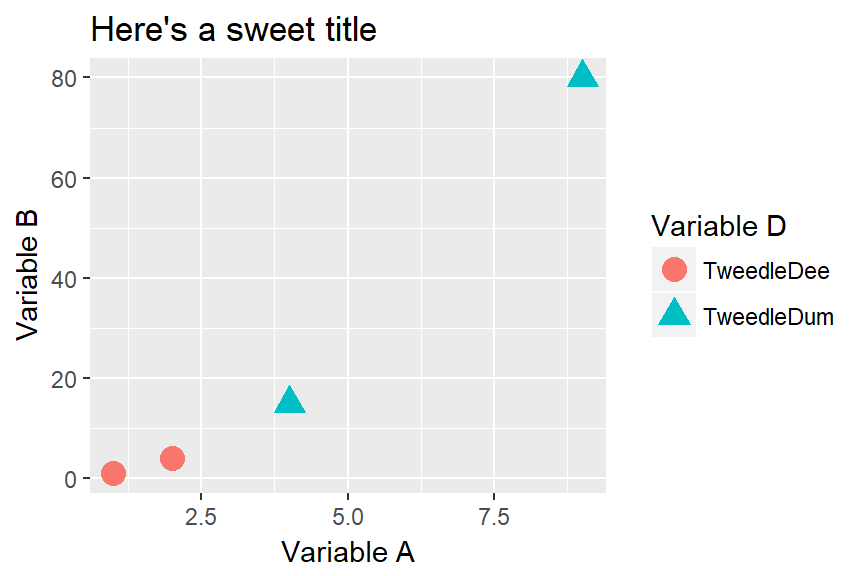 Here's a sweet title
80
60
40
20
0
Variable B
2.5 5.0 7.5
Variable A
Variable D
TweedleDee
TweedleDum